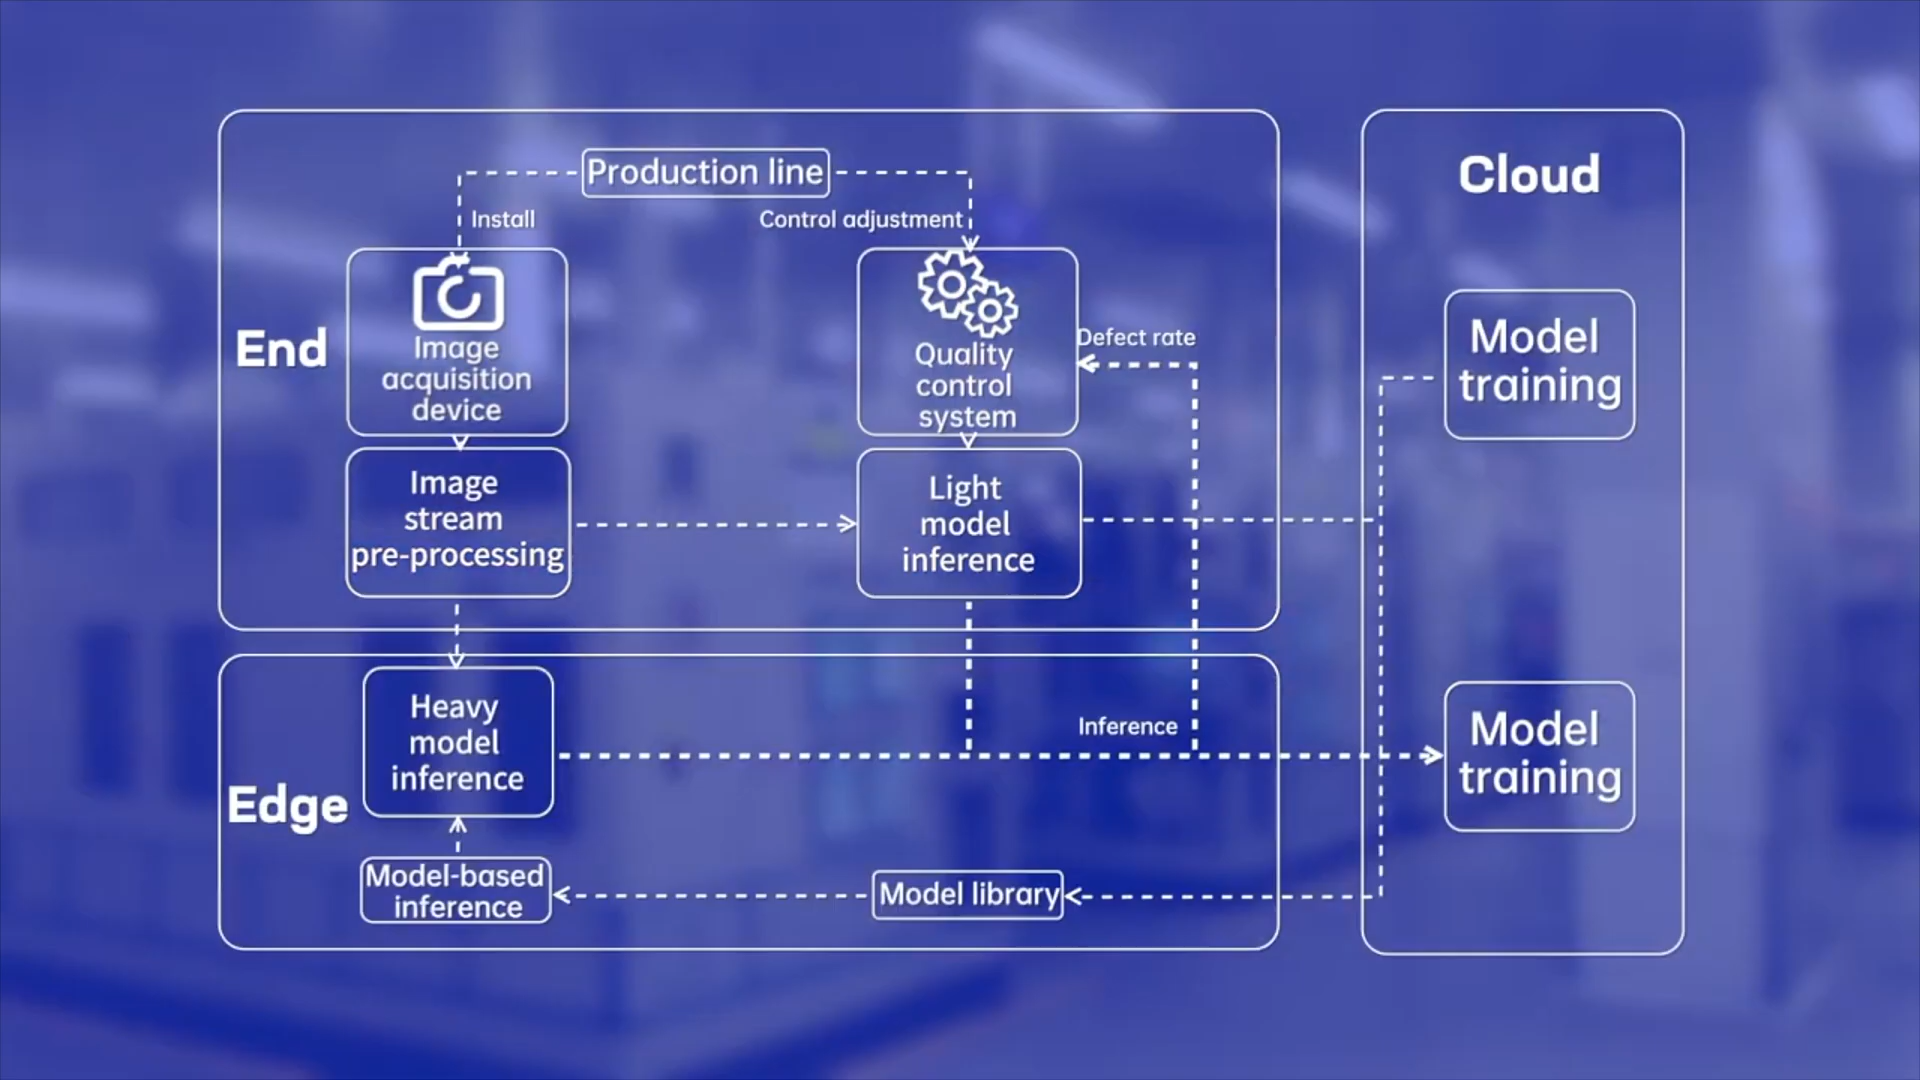 Production line
Install
Control adjustment
Cloud
End
Image
acquisition
device
Quality
control
system
Defect rate
Model
training
Image
stream
pre-processing
Light
model
inference
Edge
Heavy
model
inference
Inference
Model
training
Model-based
inference
Model library